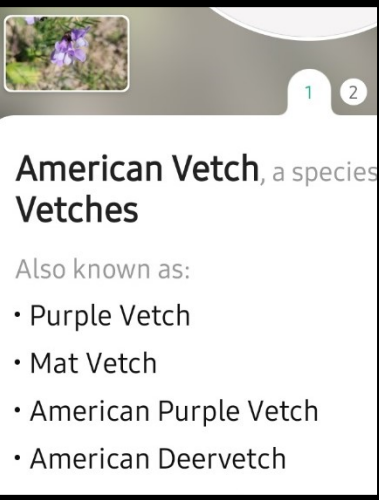 1 2
American Vetch, a species
Vetches
Also known as:
• Purple Vetch
• Mat Vetch
• American Purple Vetch
• American Deervetch